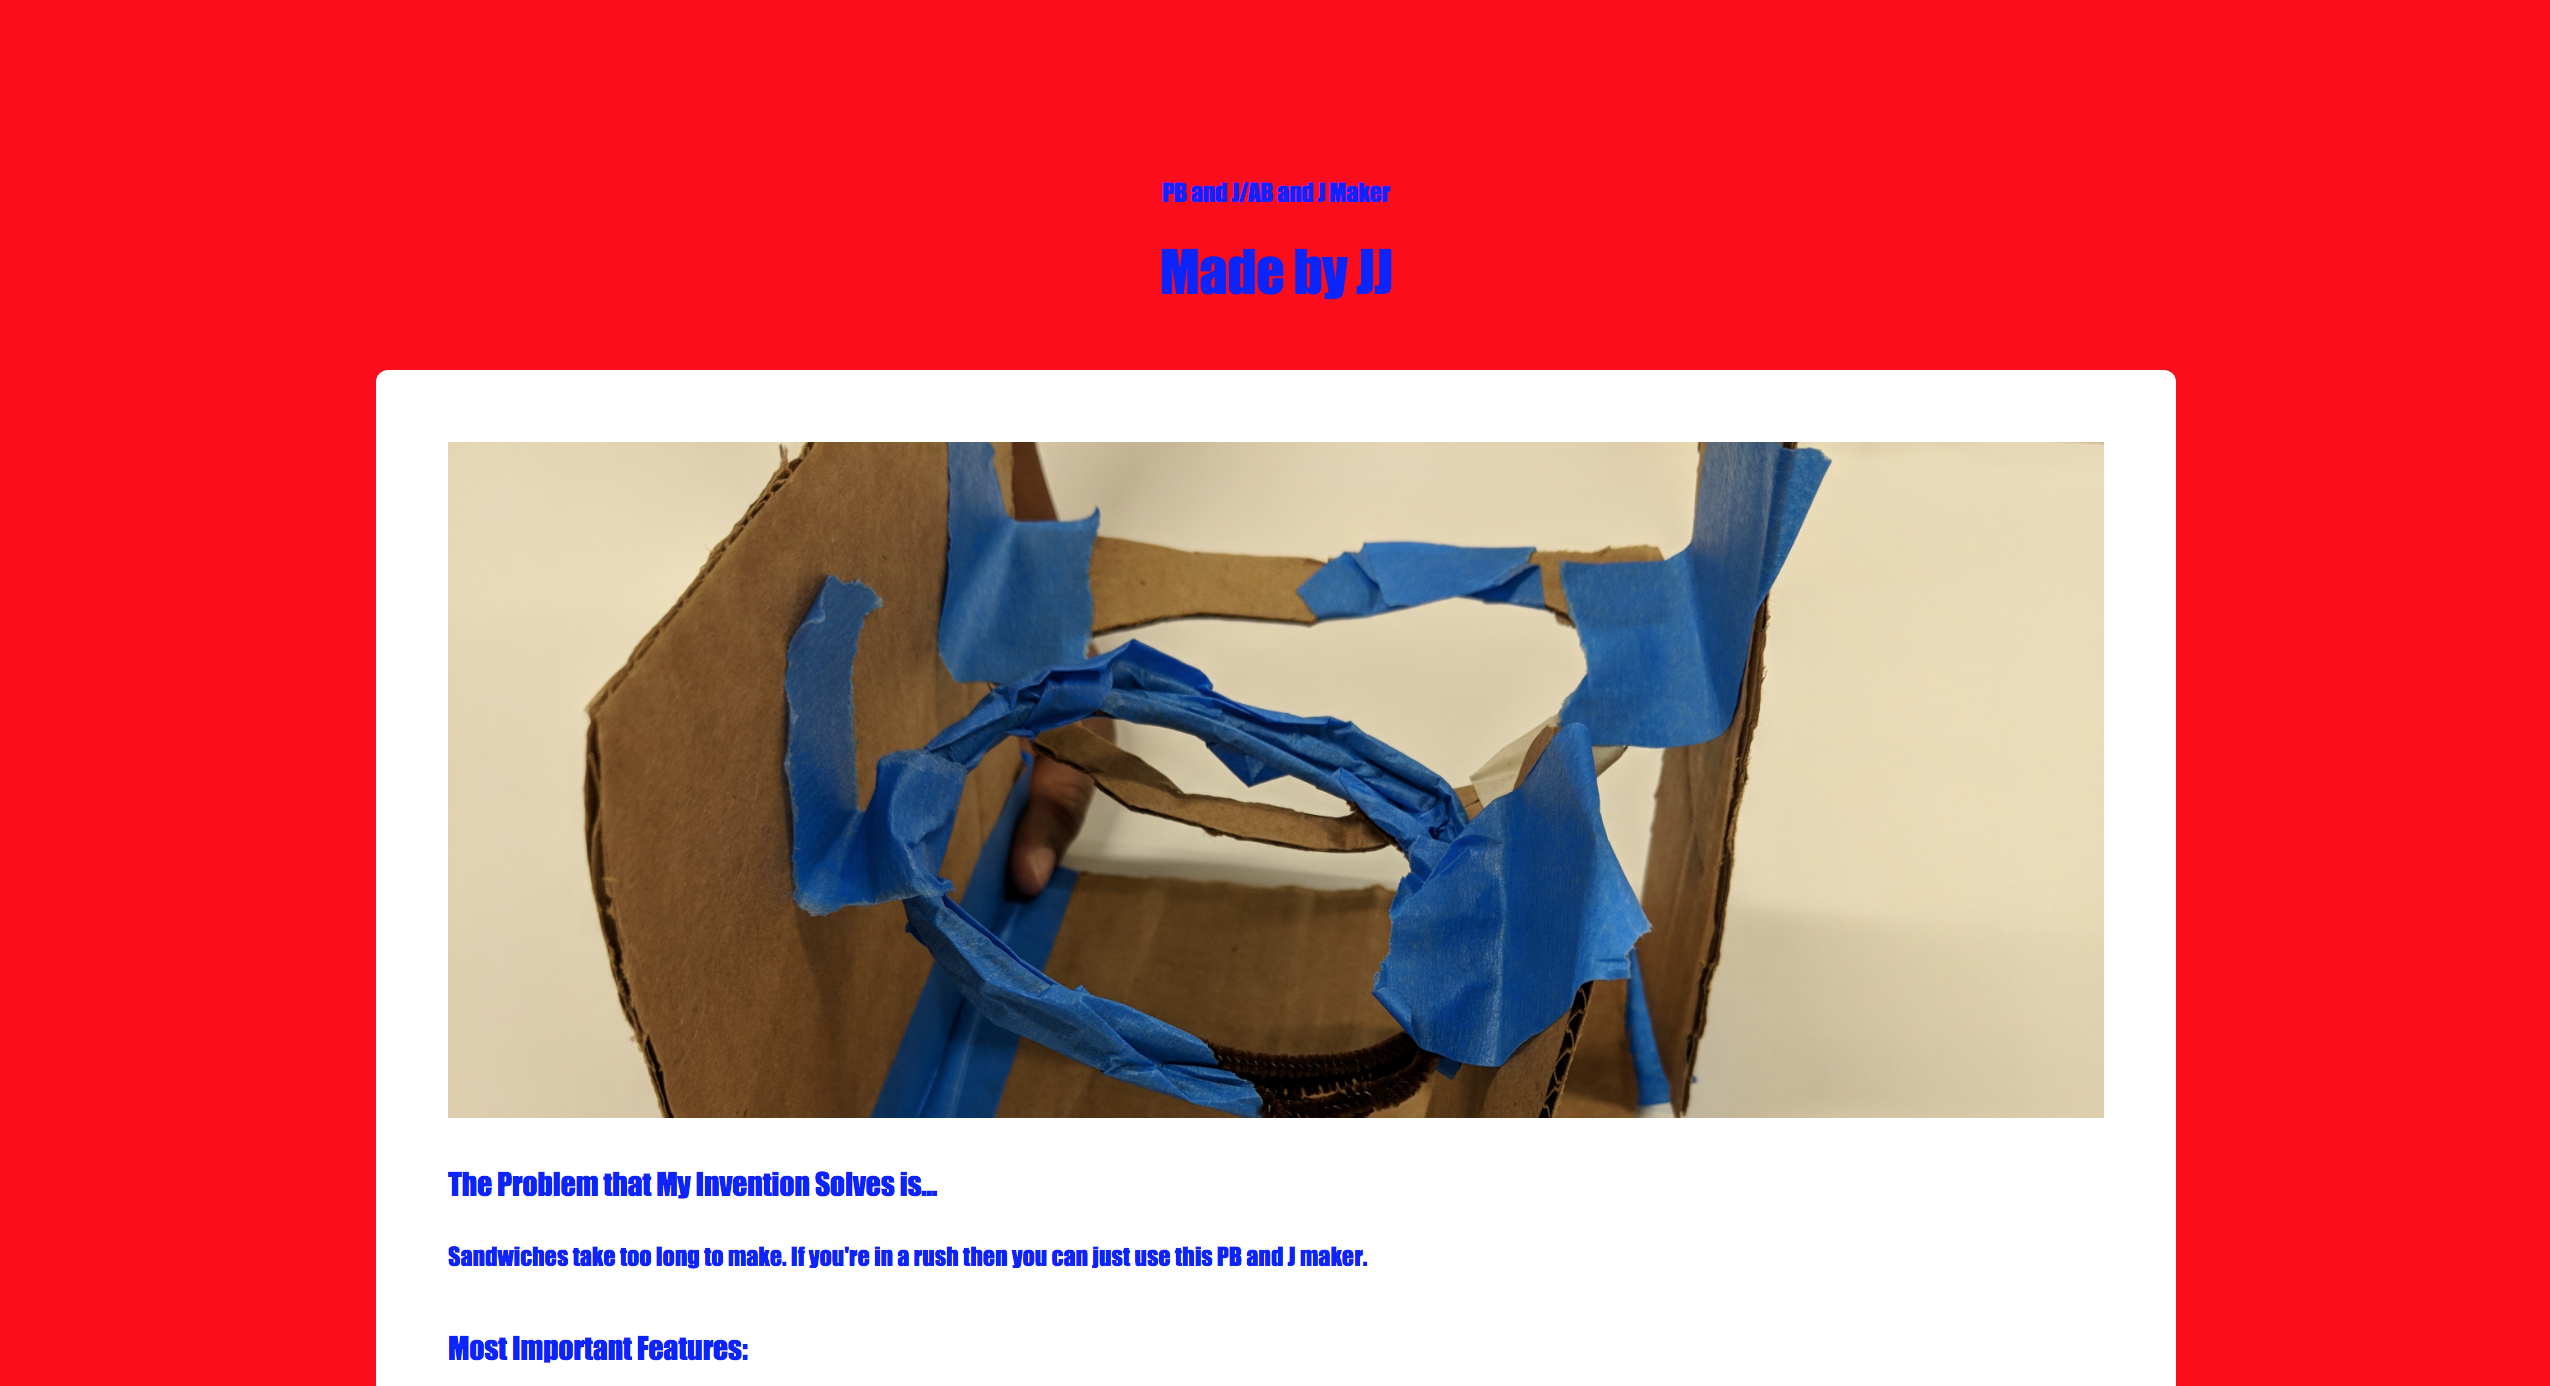 PB and J/AB and J Maker
Made by JJ
The Problem that My Invention Solves is...
Sandwiches take too long to make. If you're in a rush then you can just use this PB and J maker.
Most Important Features: